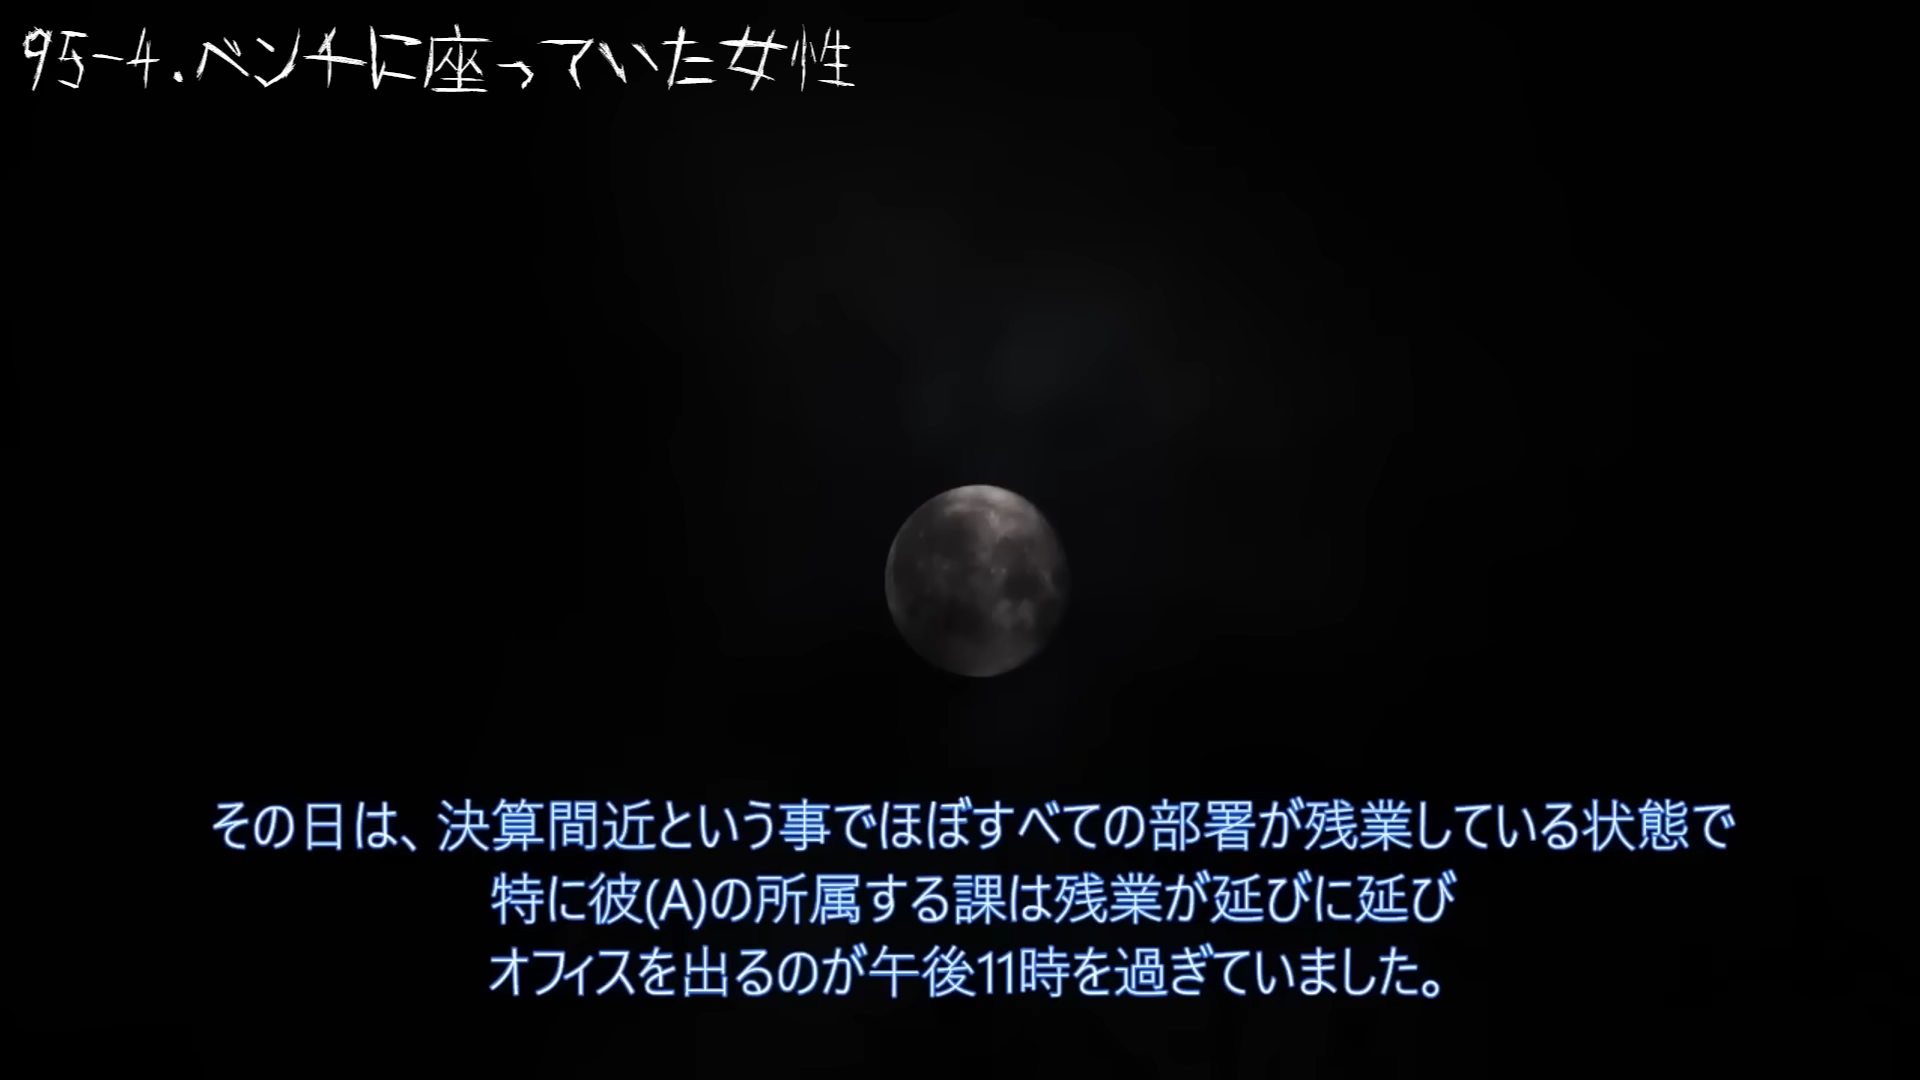 95-4.ベンチに座っていた女性
その日は、決算間近という事でほぼすべての部署が残業している状態で
特に彼(A)の所属する課は残業が延びに延び
オフィスを出るのが午後11時を過ぎていました。